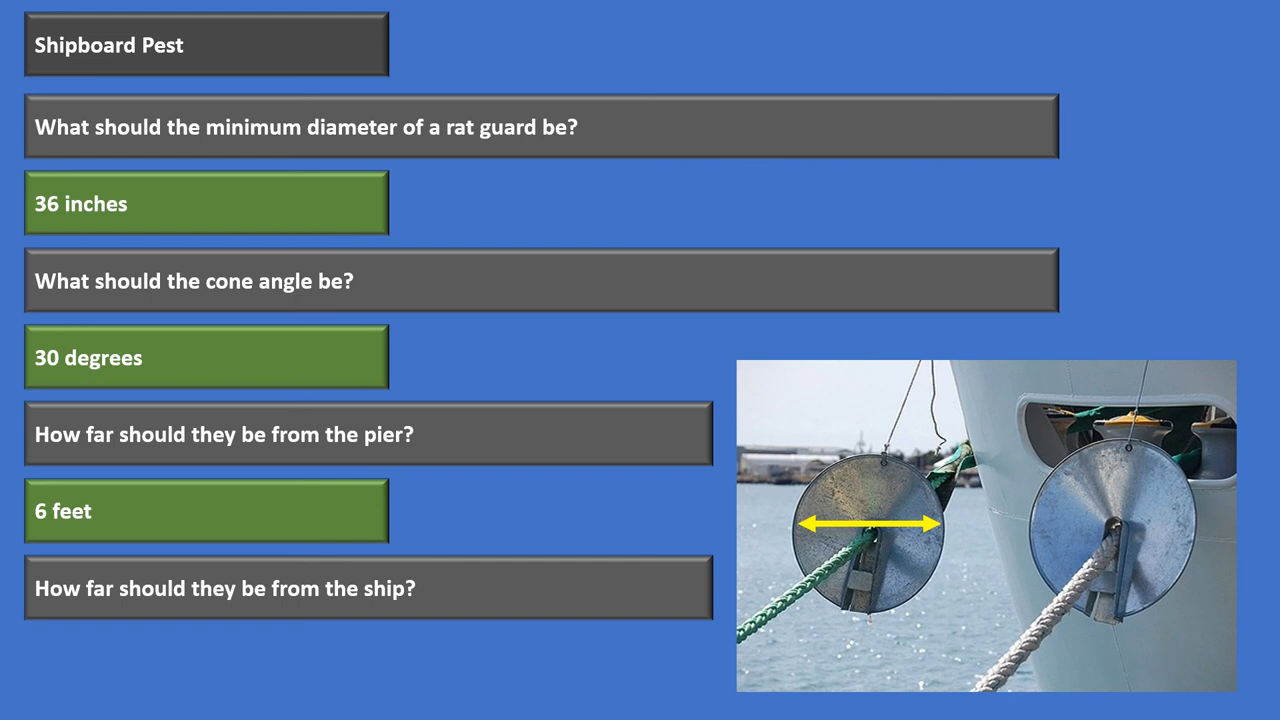 Shipboard Pest
What should the minimum diameter of a rat guard be?
36 inches
What should the cone angle be?
30 degrees
How far should they be from the pier?
6 feet
How far should they be from the ship?